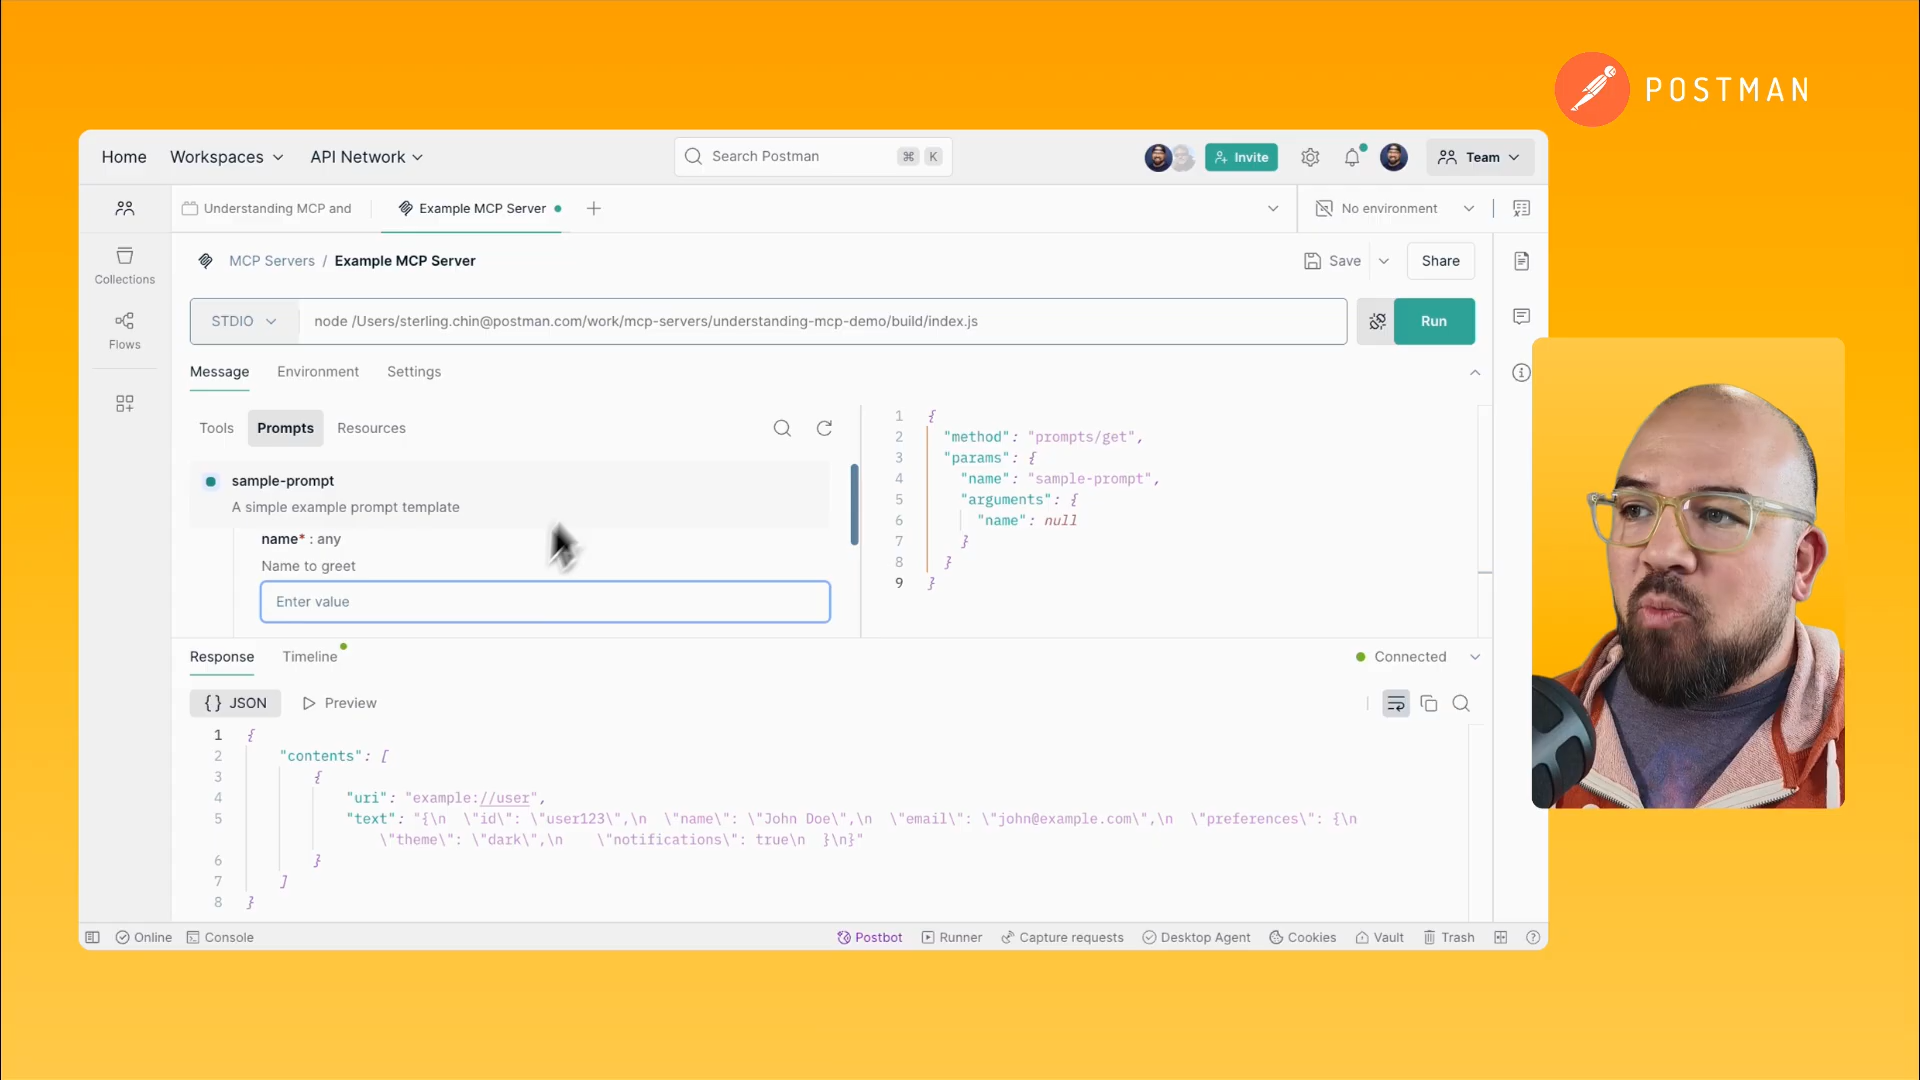 POSTMAN
Home Workspaces API Network Search Postman ⌘ K Invite Team
Understanding MCP and Example MCP Server No environment
MCP Servers / Example MCP Server Save Share
Collections
Flows
STDIO node /Users/sterling.chin@postman.com/work/mcp-servers/understanding-mcp-demo/build/index.js Run
Message Environment Settings
Tools Prompts Resources
sample-prompt
A simple example prompt template
name* : any
Name to greet
Enter value
1 {
2 "method": "prompts/get",
3 "params": {
4 "name": "sample-prompt",
5 "arguments": {
6 "name": null
7 }
8 }
9 }
Response Timeline Connected
{} JSON Preview
1 {
2 "contents": [
3 {
4 "uri": "example://user",
5 "text": "{\n  \"id\": \"user123\",\n  \"name\": \"John Doe\",\n  \"email\": \"john@example.com\",\n  \"preferences\": {\n
\"theme\": \"dark\",\n    \"notifications\": true\n  }\n}"
6 }
7 ]
8 }
Online Console Postbot Runner Capture requests Desktop Agent Cookies Vault Trash